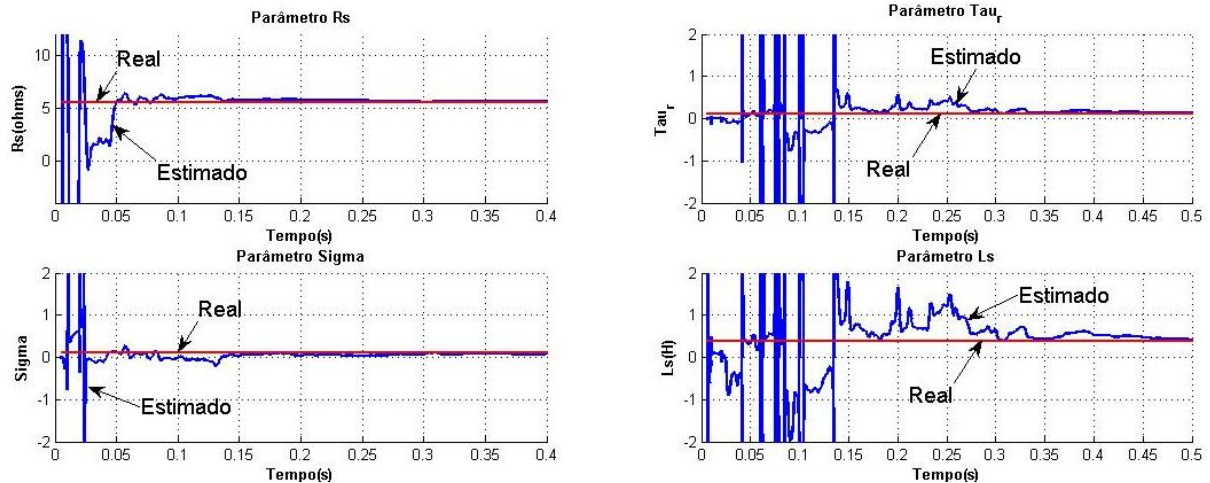 Parâmetro Rs
10
5
0
Rs(ohms)
Real
Estimado
0 0.05 0.1 0.15 0.2 0.25 0.3 0.35 0.4
Tempo(s)
Parâmetro Tau_r
2
1
0
-1
-2
Tau_r
Estimado
Real
0 0.05 0.1 0.15 0.2 0.25 0.3 0.35 0.4 0.45 0.5
Tempo(s)
Parâmetro Sigma
2
1
0
-1
-2
Sigma
Real
Estimado
0 0.05 0.1 0.15 0.2 0.25 0.3 0.35 0.4
Tempo(s)
Parâmetro Ls
2
1
0
-1
-2
Ls(H)
Estimado
Real
0 0.05 0.1 0.15 0.2 0.25 0.3 0.35 0.4 0.45 0.5
Tempo(s)